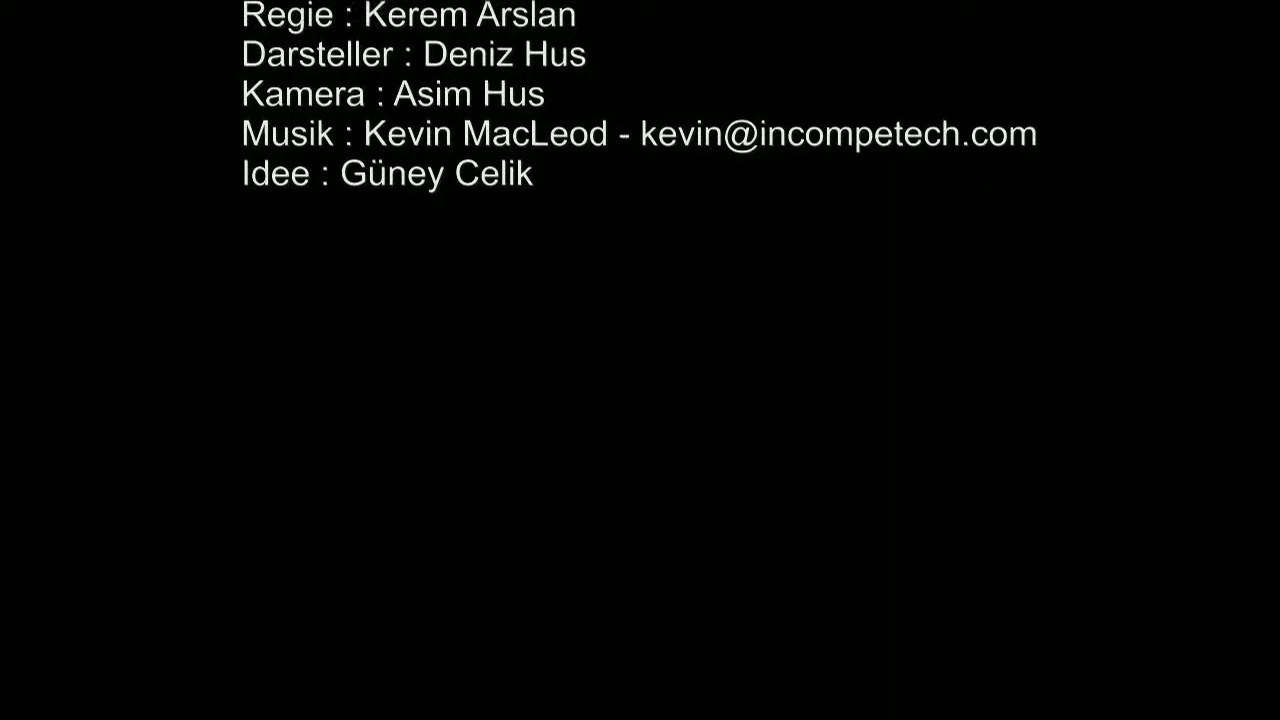 Regie : Kerem Arslan
Darsteller : Deniz Hus
Kamera : Asim Hus
Musik : Kevin MacLeod - kevin@incompetech.com
Idee : Güney Celik